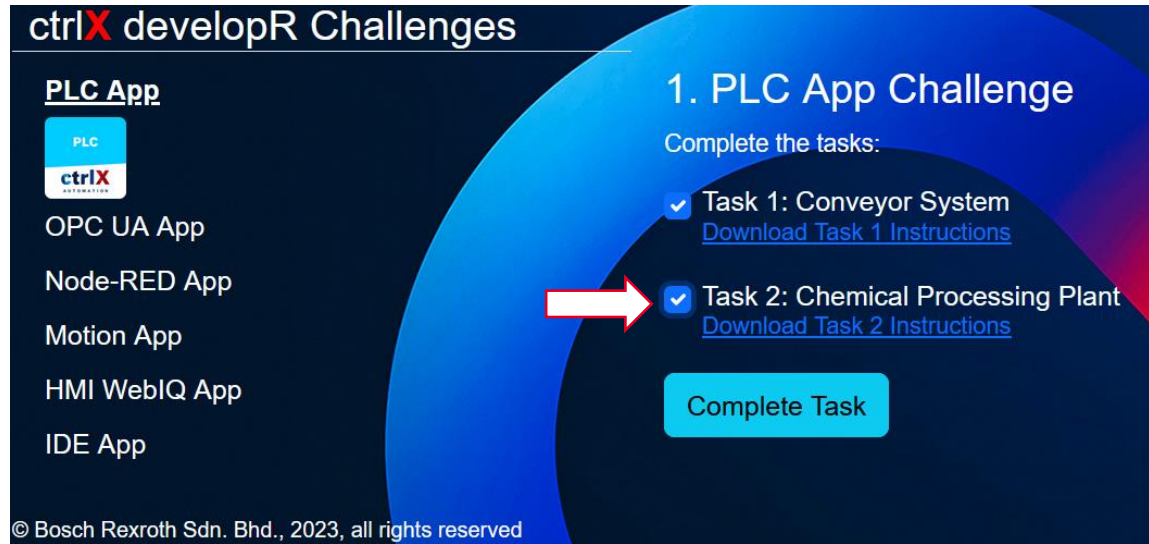 ctrlX developR Challenges
PLC App
PLC
ctrlX
AUTOMATION
OPC UA App
Node-RED App
Motion App
HMI WebIQ App
IDE App
1. PLC App Challenge
Complete the tasks:
Task 1: Conveyor System
Download Task 1 Instructions
Task 2: Chemical Processing Plant
Download Task 2 Instructions
Complete Task
© Bosch Rexroth Sdn. Bhd., 2023, all rights reserved